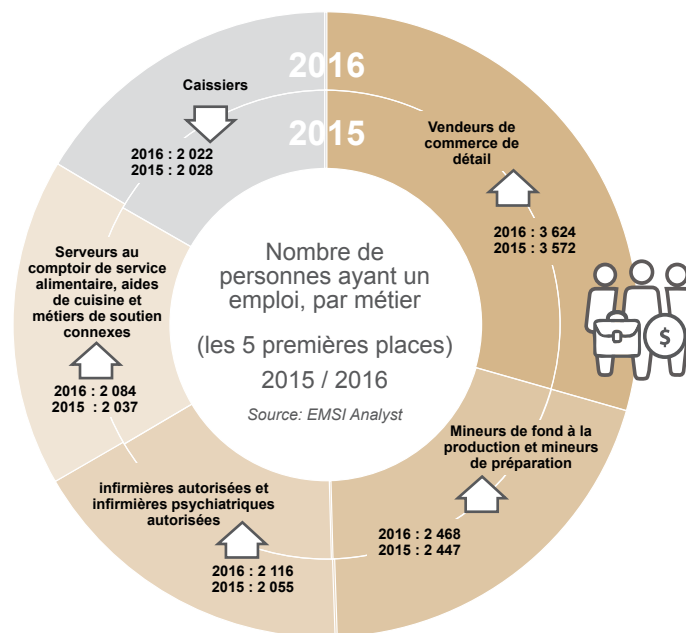 2016
2015
Caissiers
2016 : 2 022
2015 : 2 028
Vendeurs de
commerce de
détail
2016 : 3 624
2015 : 3 572
Serveurs au
comptoir de service
alimentaire, aides
de cuisine et
métiers de soutien
connexes
2016 : 2 084
2015 : 2 037
Nombre de
personnes ayant un
emploi, par métier
(les 5 premières places)
2015 / 2016
Source: EMSI Analyst
$
Mineurs de fond à la
production et mineurs
de préparation
2016 : 2 468
2015 : 2 447
infirmières autorisées et
infirmières psychiatriques
autorisées
2016 : 2 116
2015 : 2 055